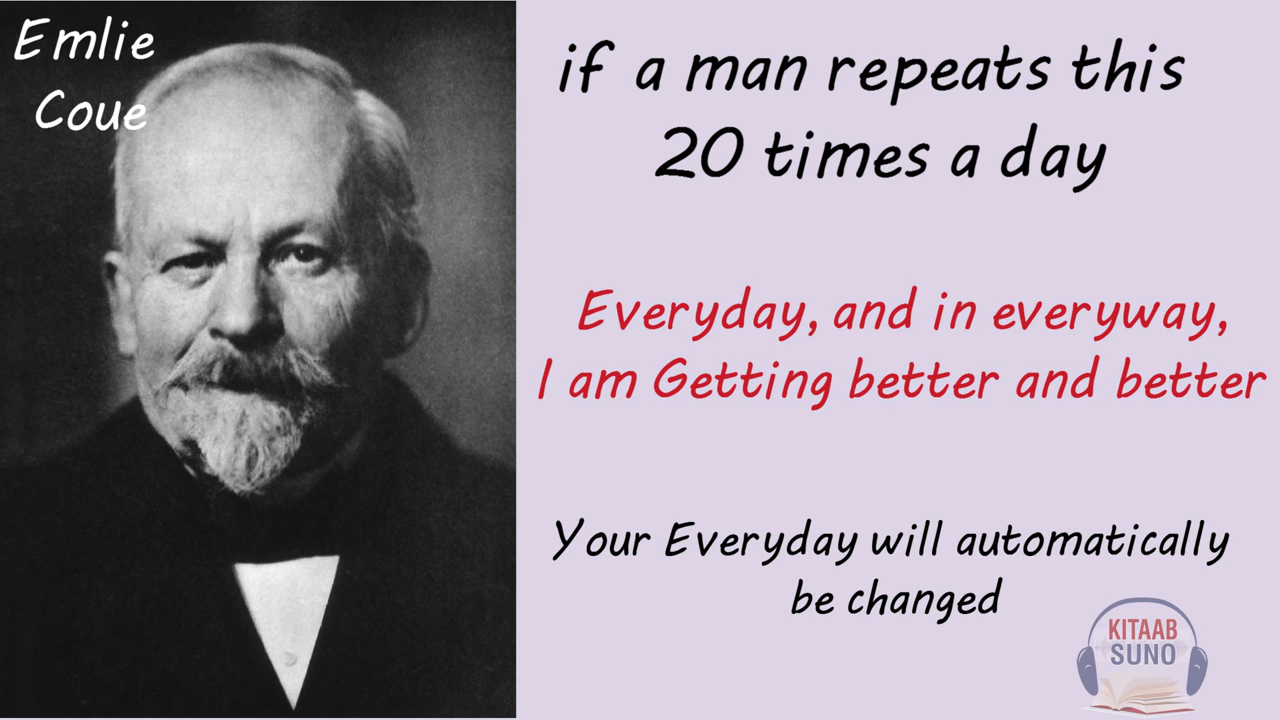 Emlie
Coue
if a man repeats this
20 times a day
Everyday, and in everyway,
I am Getting better and better
Your Everyday will automatically
be changed
KITAAB
SUNO